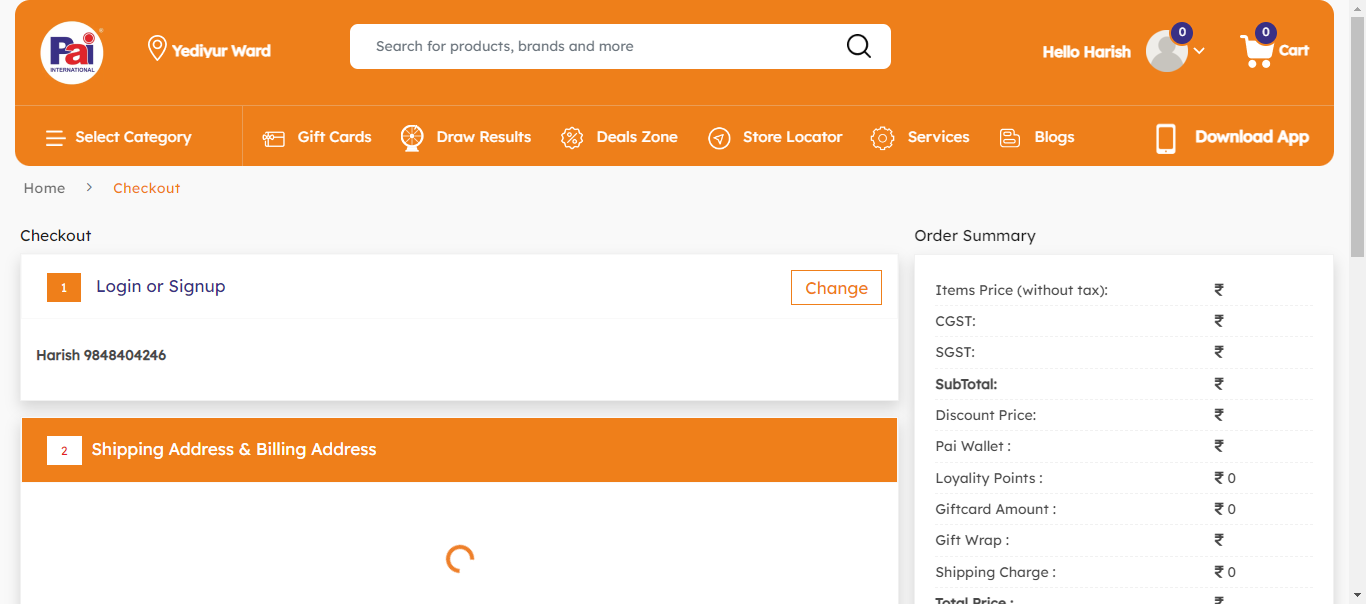 Pai
INTERNATIONAL
Yediyur Ward
Search for products, brands and more
Hello Harish
0
0
Cart
Select Category
Gift Cards
Draw Results
Deals Zone
Store Locator
Services
Blogs
Download App
Home > Checkout
Checkout
1 Login or Signup
Change
Harish 9848404246
2 Shipping Address & Billing Address
Order Summary
Items Price (without tax): ₹
CGST: ₹
SGST: ₹
SubTotal: ₹
Discount Price: ₹
Pai Wallet : ₹
Loyality Points : ₹ 0
Giftcard Amount : ₹ 0
Gift Wrap : ₹
Shipping Charge : ₹ 0
Total Price : ₹